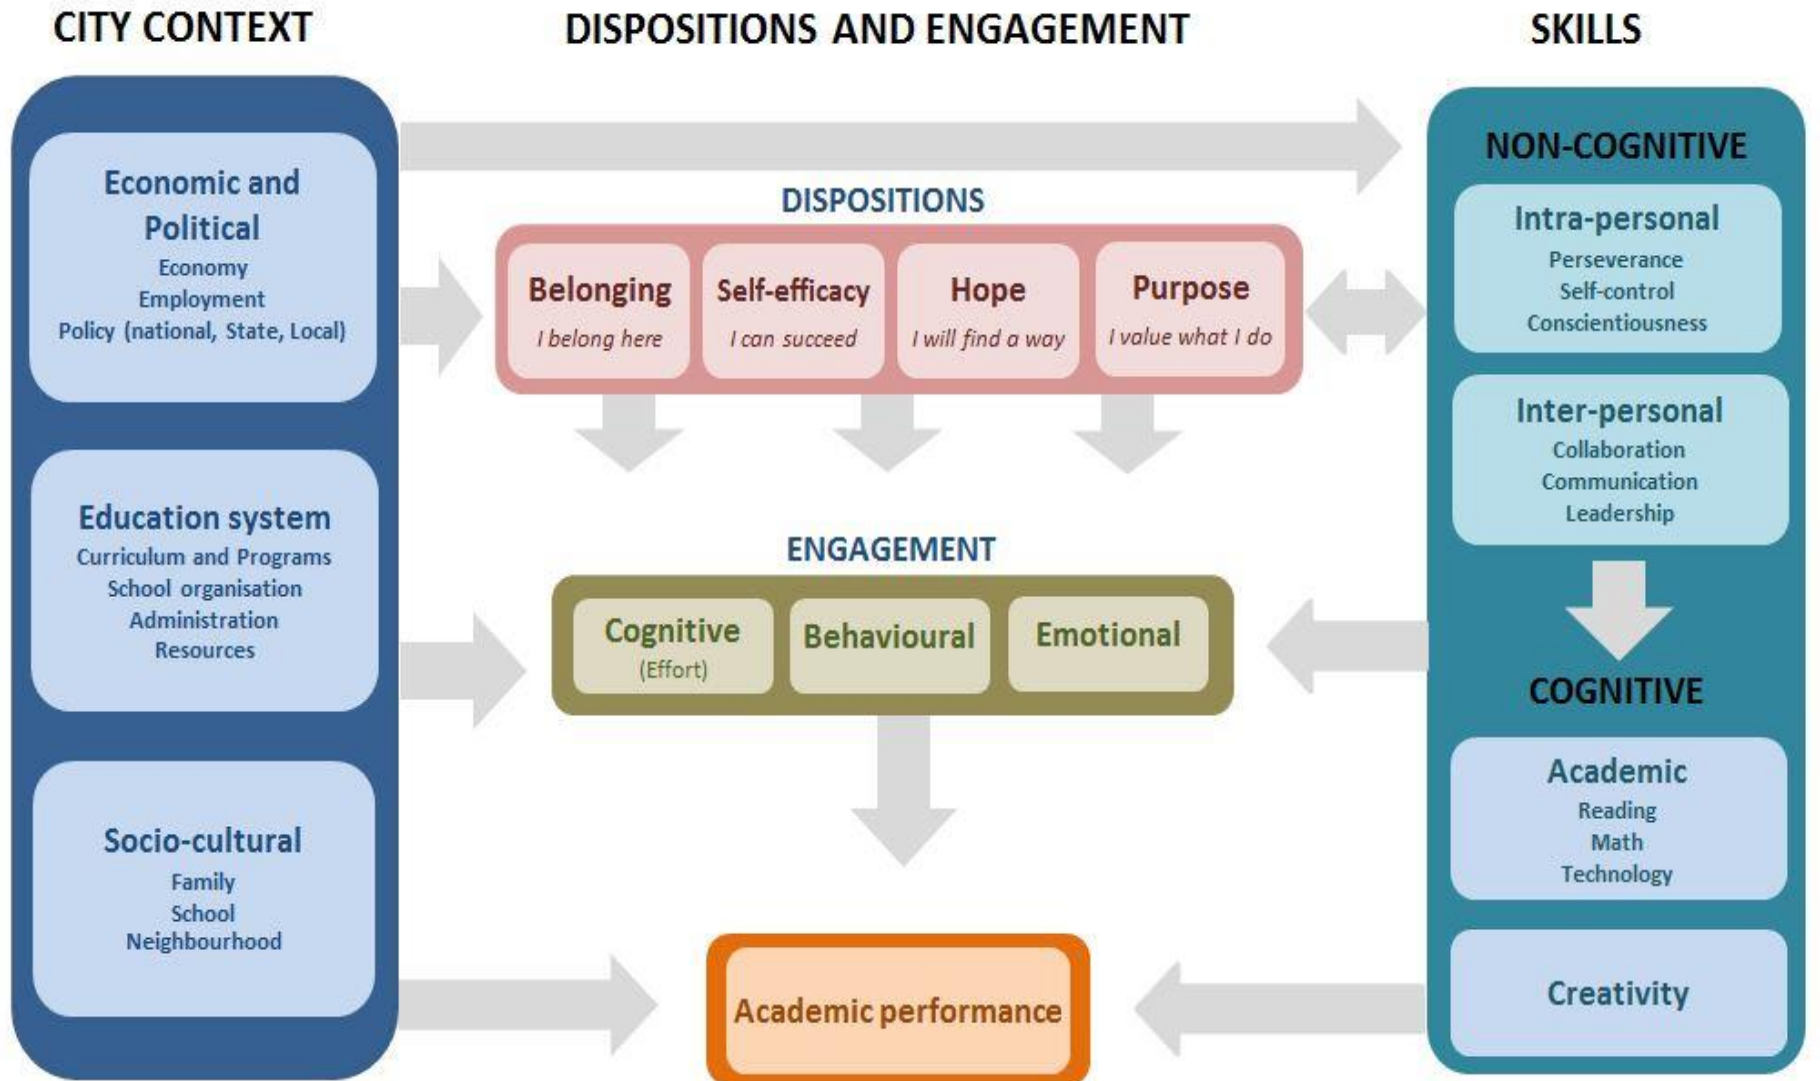 CITY CONTEXT
DISPOSITIONS AND ENGAGEMENT
SKILLS
Economic and
Political
Economy
Employment
Policy (national, State, Local)
Education system
Curriculum and Programs
School organisation
Administration
Resources
Socio-cultural
Family
School
Neighbourhood
DISPOSITIONS
Belonging
I belong here
Self-efficacy
I can succeed
Hope
I will find a way
Purpose
I value what I do
ENGAGEMENT
Cognitive
(Effort)
Behavioural
Emotional
Academic performance
NON-COGNITIVE
Intra-personal
Perseverance
Self-control
Conscientiousness
Inter-personal
Collaboration
Communication
Leadership
COGNITIVE
Academic
Reading
Math
Technology
Creativity